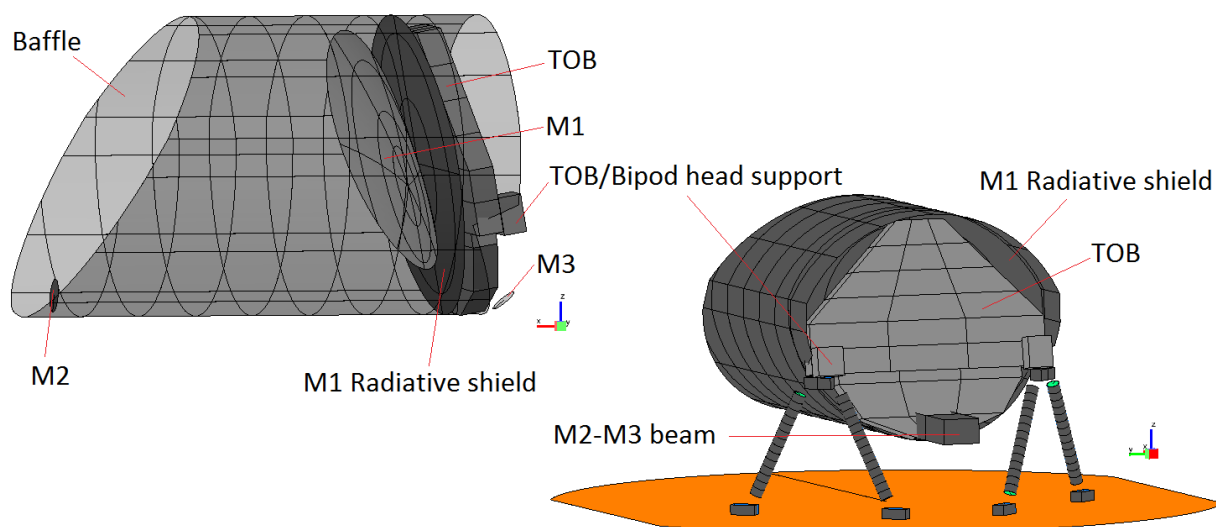 Baffle
TOB
M1
TOB/Bipod head support
M3
M2
M1 Radiative shield
z
x
y
M1 Radiative shield
TOB
M2-M3 beam
z
y
x